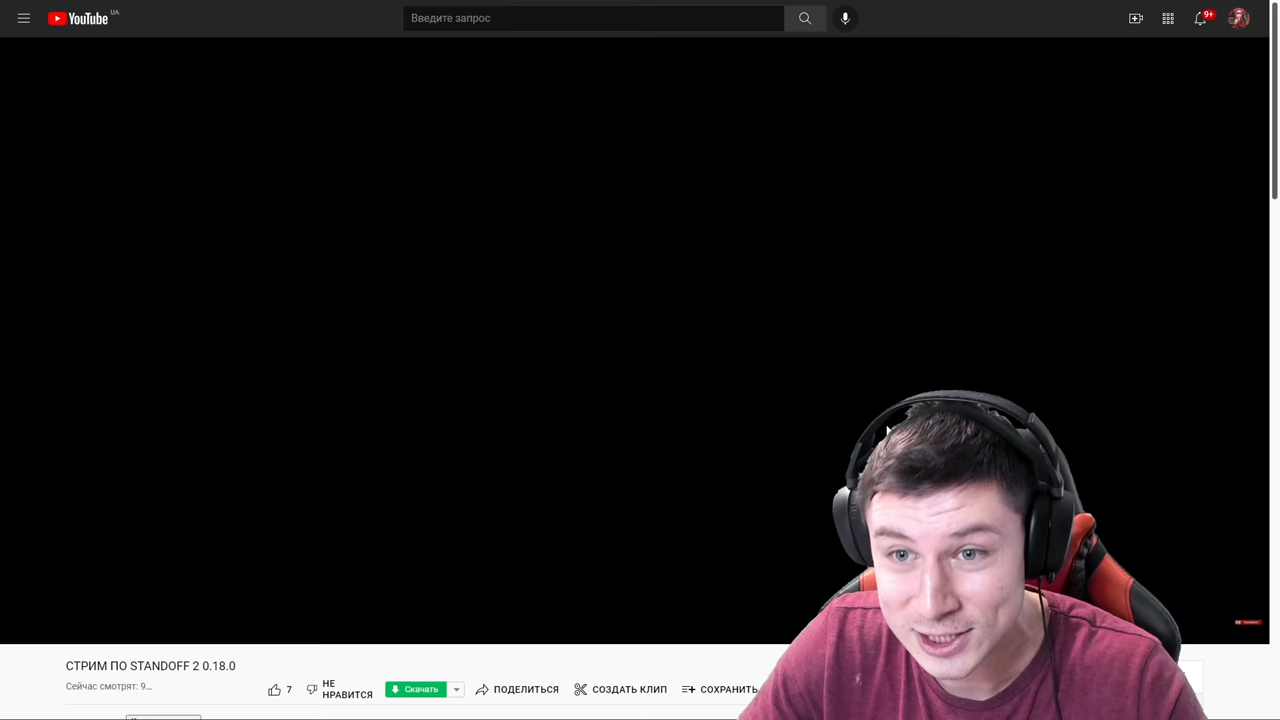 YouTube UA
Введите запрос
9+
СТРИМ ПО STANDOFF 2 0.18.0
Сейчас смотрят: 9...
7
НЕ
НРАВИТСЯ
Скачать
ПОДЕЛИТЬСЯ
СОЗДАТЬ КЛИП
СОХРАНИТЬ